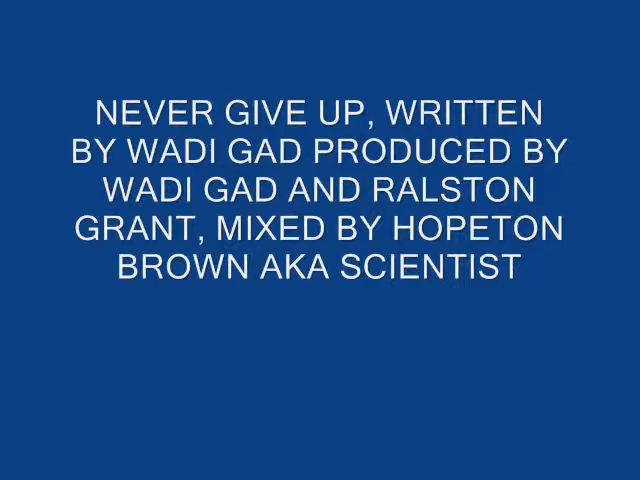 NEVER GIVE UP, WRITTEN
BY WADI GAD PRODUCED BY
WADI GAD AND RALSTON
GRANT, MIXED BY HOPETON
BROWN AKA SCIENTIST